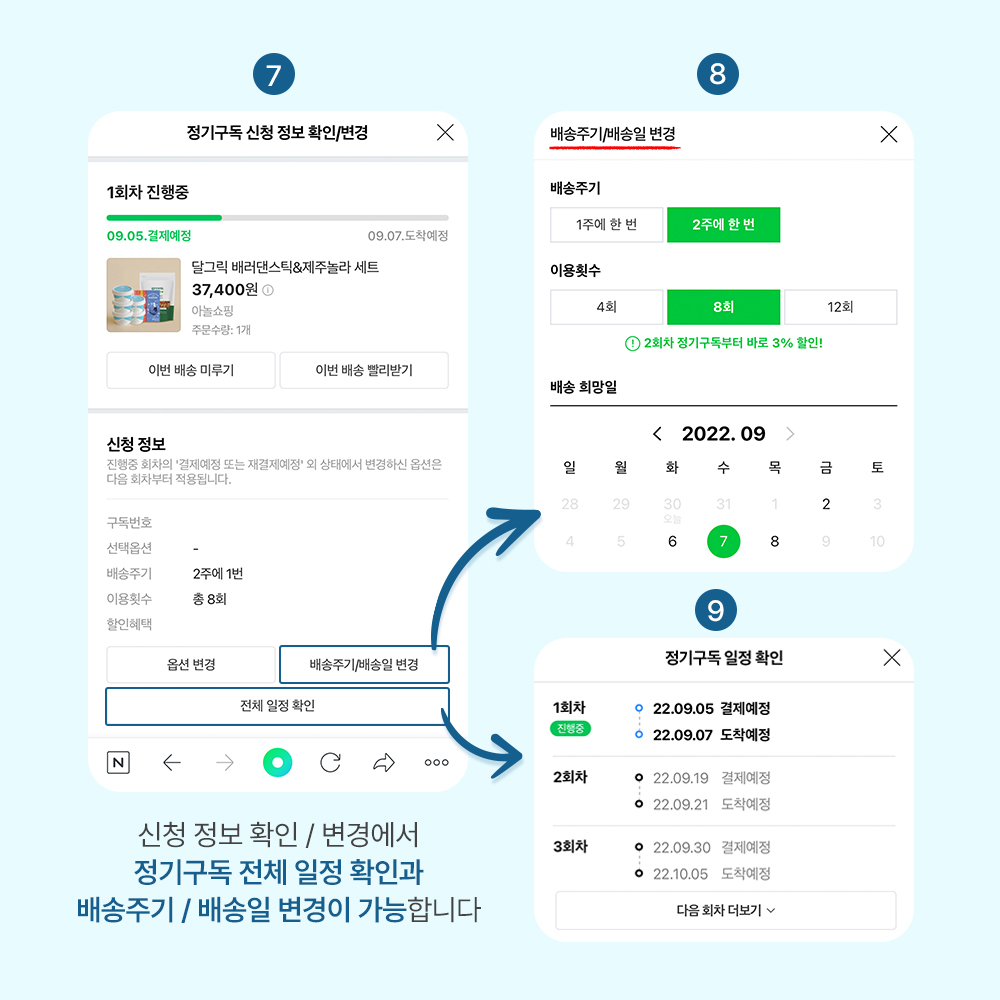 7
정기구독 신청 정보 확인/변경
1회차 진행중
09.05.결제예정
09.07.도착예정
달그릭 배러댄스틱&제주놀라 세트
37,400원
아놀쇼핑
주문수량: 1개
이번 배송 미루기
이번 배송 빨리받기
신청 정보
진행중 회차의 '결제예정 또는 재결제예정' 외 상태에서 변경하신 옵션은
다음 회차부터 적용됩니다.
구독번호
선택옵션 -
배송주기 2주에 1번
이용횟수 총 8회
할인혜택
옵션 변경
배송주기/배송일 변경
전체 일정 확인
N
신청 정보 확인 / 변경에서
정기구독 전체 일정 확인과
배송주기 / 배송일 변경이 가능합니다
8
배송주기/배송일 변경
배송주기
1주에 한 번
2주에 한 번
이용횟수
4회
8회
12회
2회차 정기구독부터 바로 3% 할인!
배송 희망일
2022. 09
일 월 화 수 목 금 토
28 29 30 31 1 2 3
오늘
4 5 6 7 8 9 10
9
정기구독 일정 확인
1회차 22.09.05 결제예정
진행중 22.09.07 도착예정
2회차 22.09.19 결제예정
22.09.21 도착예정
3회차 22.09.30 결제예정
22.10.05 도착예정
다음 회차 더보기